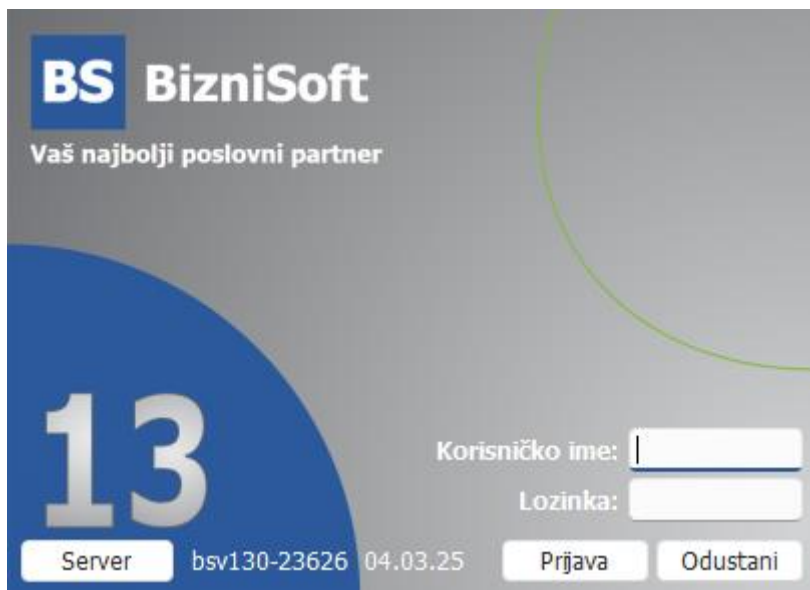 BS BizniSoft
Vaš najbolji poslovni partner
13
Korisničko ime:
Lozinka:
Server bsv130-23626 04.03.25 Prijava Odustani